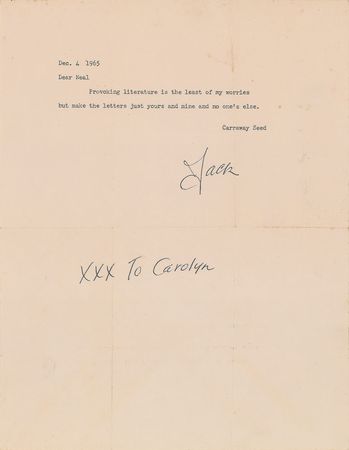 Dec. 4 1965
Dear Neal
Provoking literature is the least of my worries
but make the letters just yours and mine and no one's else.
Carraway Seed
Jack
XXX To Carolyn